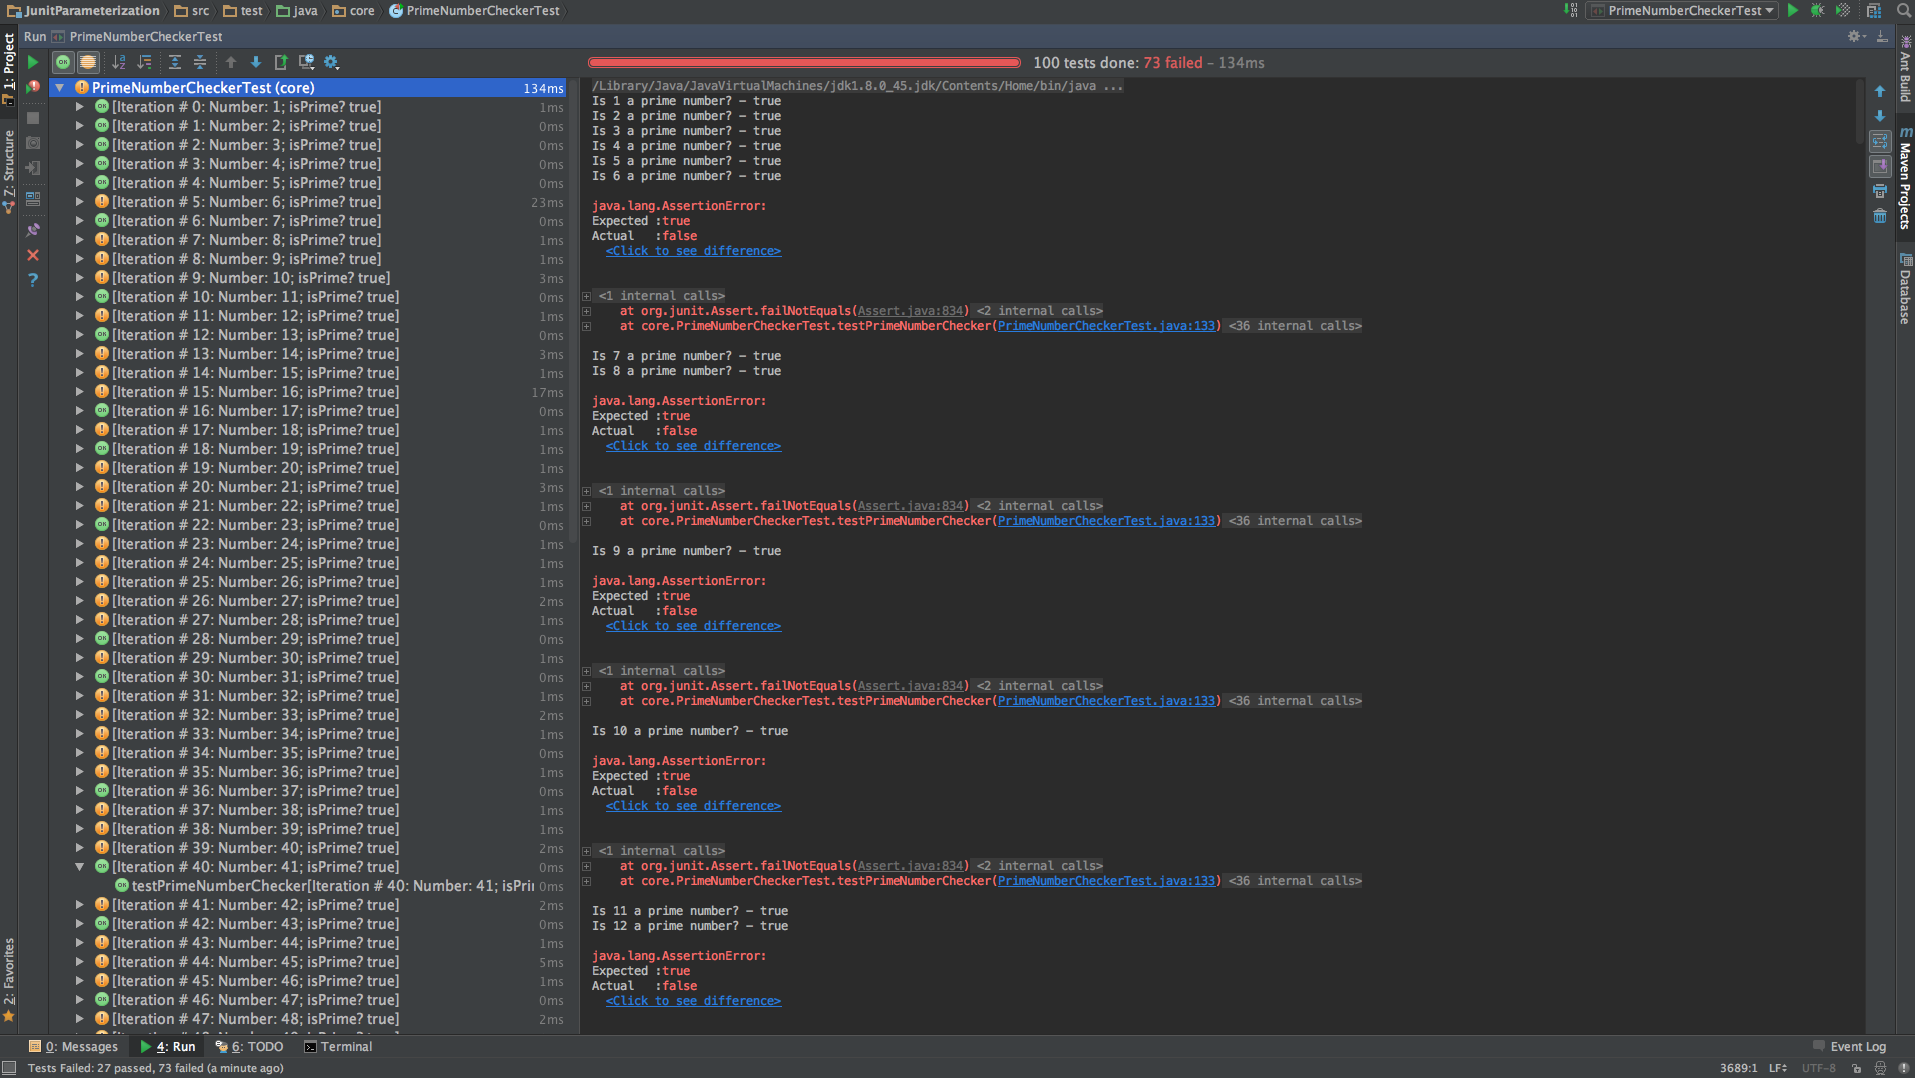 JunitParameterization
src
test
java
core
PrimeNumberCheckerTest
PrimeNumberCheckerTest
Run
PrimeNumberCheckerTest
100 tests done: 73 failed – 134ms
1: Project
7: Structure
2: Favorites
PrimeNumberCheckerTest (core) 134ms
[Iteration # 0: Number: 1; isPrime? true] 1ms
[Iteration # 1: Number: 2; isPrime? true] 0ms
[Iteration # 2: Number: 3; isPrime? true] 0ms
[Iteration # 3: Number: 4; isPrime? true] 0ms
[Iteration # 4: Number: 5; isPrime? true] 0ms
[Iteration # 5: Number: 6; isPrime? true] 23ms
[Iteration # 6: Number: 7; isPrime? true] 0ms
[Iteration # 7: Number: 8; isPrime? true] 1ms
[Iteration # 8: Number: 9; isPrime? true] 1ms
[Iteration # 9: Number: 10; isPrime? true] 3ms
[Iteration # 10: Number: 11; isPrime? true] 0ms
[Iteration # 11: Number: 12; isPrime? true] 1ms
[Iteration # 12: Number: 13; isPrime? true] 0ms
[Iteration # 13: Number: 14; isPrime? true] 3ms
[Iteration # 14: Number: 15; isPrime? true] 1ms
[Iteration # 15: Number: 16; isPrime? true] 17ms
[Iteration # 16: Number: 17; isPrime? true] 0ms
[Iteration # 17: Number: 18; isPrime? true] 1ms
[Iteration # 18: Number: 19; isPrime? true] 1ms
[Iteration # 19: Number: 20; isPrime? true] 1ms
[Iteration # 20: Number: 21; isPrime? true] 3ms
[Iteration # 21: Number: 22; isPrime? true] 1ms
[Iteration # 22: Number: 23; isPrime? true] 0ms
[Iteration # 23: Number: 24; isPrime? true] 1ms
[Iteration # 24: Number: 25; isPrime? true] 1ms
[Iteration # 25: Number: 26; isPrime? true] 1ms
[Iteration # 26: Number: 27; isPrime? true] 2ms
[Iteration # 27: Number: 28; isPrime? true] 1ms
[Iteration # 28: Number: 29; isPrime? true] 0ms
[Iteration # 29: Number: 30; isPrime? true] 1ms
[Iteration # 30: Number: 31; isPrime? true] 0ms
[Iteration # 31: Number: 32; isPrime? true] 1ms
[Iteration # 32: Number: 33; isPrime? true] 2ms
[Iteration # 33: Number: 34; isPrime? true] 1ms
[Iteration # 34: Number: 35; isPrime? true] 0ms
[Iteration # 35: Number: 36; isPrime? true] 1ms
[Iteration # 36: Number: 37; isPrime? true] 0ms
[Iteration # 37: Number: 38; isPrime? true] 1ms
[Iteration # 38: Number: 39; isPrime? true] 1ms
[Iteration # 39: Number: 40; isPrime? true] 2ms
[Iteration # 40: Number: 41; isPrime? true] 0ms
testPrimeNumberChecker[Iteration # 40: Number: 41; isPri 0ms
[Iteration # 41: Number: 42; isPrime? true] 2ms
[Iteration # 42: Number: 43; isPrime? true] 0ms
[Iteration # 43: Number: 44; isPrime? true] 1ms
[Iteration # 44: Number: 45; isPrime? true] 5ms
[Iteration # 45: Number: 46; isPrime? true] 1ms
[Iteration # 46: Number: 47; isPrime? true] 0ms
[Iteration # 47: Number: 48; isPrime? true] 2ms
/Library/Java/JavaVirtualMachines/jdk1.8.0_45.jdk/Contents/Home/bin/java ...
Is 1 a prime number? – true
Is 2 a prime number? – true
Is 3 a prime number? – true
Is 4 a prime number? – true
Is 5 a prime number? – true
Is 6 a prime number? – true
java.lang.AssertionError:
Expected :true
Actual   :false
<Click to see difference>
<1 internal calls>
at org.junit.Assert.failNotEquals(Assert.java:834) <2 internal calls>
at core.PrimeNumberCheckerTest.testPrimeNumberChecker(PrimeNumberCheckerTest.java:133) <36 internal calls>
Is 7 a prime number? – true
Is 8 a prime number? – true
java.lang.AssertionError:
Expected :true
Actual   :false
<Click to see difference>
<1 internal calls>
at org.junit.Assert.failNotEquals(Assert.java:834) <2 internal calls>
at core.PrimeNumberCheckerTest.testPrimeNumberChecker(PrimeNumberCheckerTest.java:133) <36 internal calls>
Is 9 a prime number? – true
java.lang.AssertionError:
Expected :true
Actual   :false
<Click to see difference>
<1 internal calls>
at org.junit.Assert.failNotEquals(Assert.java:834) <2 internal calls>
at core.PrimeNumberCheckerTest.testPrimeNumberChecker(PrimeNumberCheckerTest.java:133) <36 internal calls>
Is 10 a prime number? – true
java.lang.AssertionError:
Expected :true
Actual   :false
<Click to see difference>
<1 internal calls>
at org.junit.Assert.failNotEquals(Assert.java:834) <2 internal calls>
at core.PrimeNumberCheckerTest.testPrimeNumberChecker(PrimeNumberCheckerTest.java:133) <36 internal calls>
Is 11 a prime number? – true
Is 12 a prime number? – true
java.lang.AssertionError:
Expected :true
Actual   :false
<Click to see difference>
Ant Build
Maven Projects
Database
0: Messages
4: Run
6: TODO
Terminal
Event Log
Tests Failed: 27 passed, 73 failed (a minute ago)
3689:1
LF
UTF-8